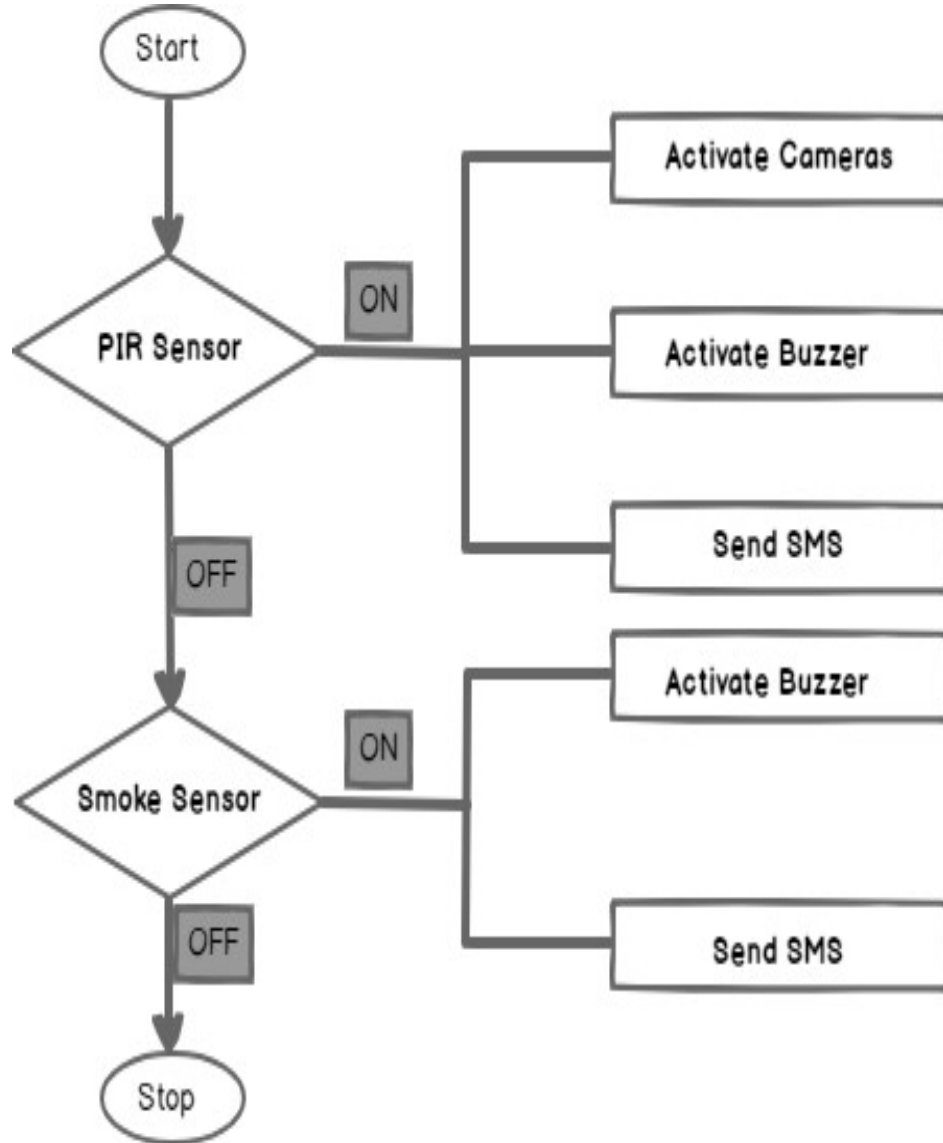 Start
Activate Cameras
ON
PIR Sensor
Activate Buzzer
Send SMS
OFF
Activate Buzzer
ON
Smoke Sensor
OFF
Send SMS
Stop